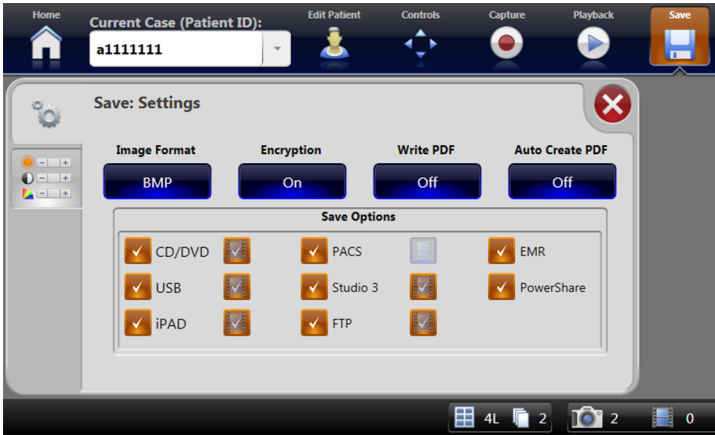 Home
Current Case (Patient ID):
a1111111
Edit Patient
Controls
Capture
Playback
Save
Save: Settings
Image Format
Encryption
Write PDF
Auto Create PDF
BMP
On
Off
Off
Save Options
CD/DVD
PACS
EMR
USB
Studio 3
PowerShare
iPAD
FTP
4L
2
2
0